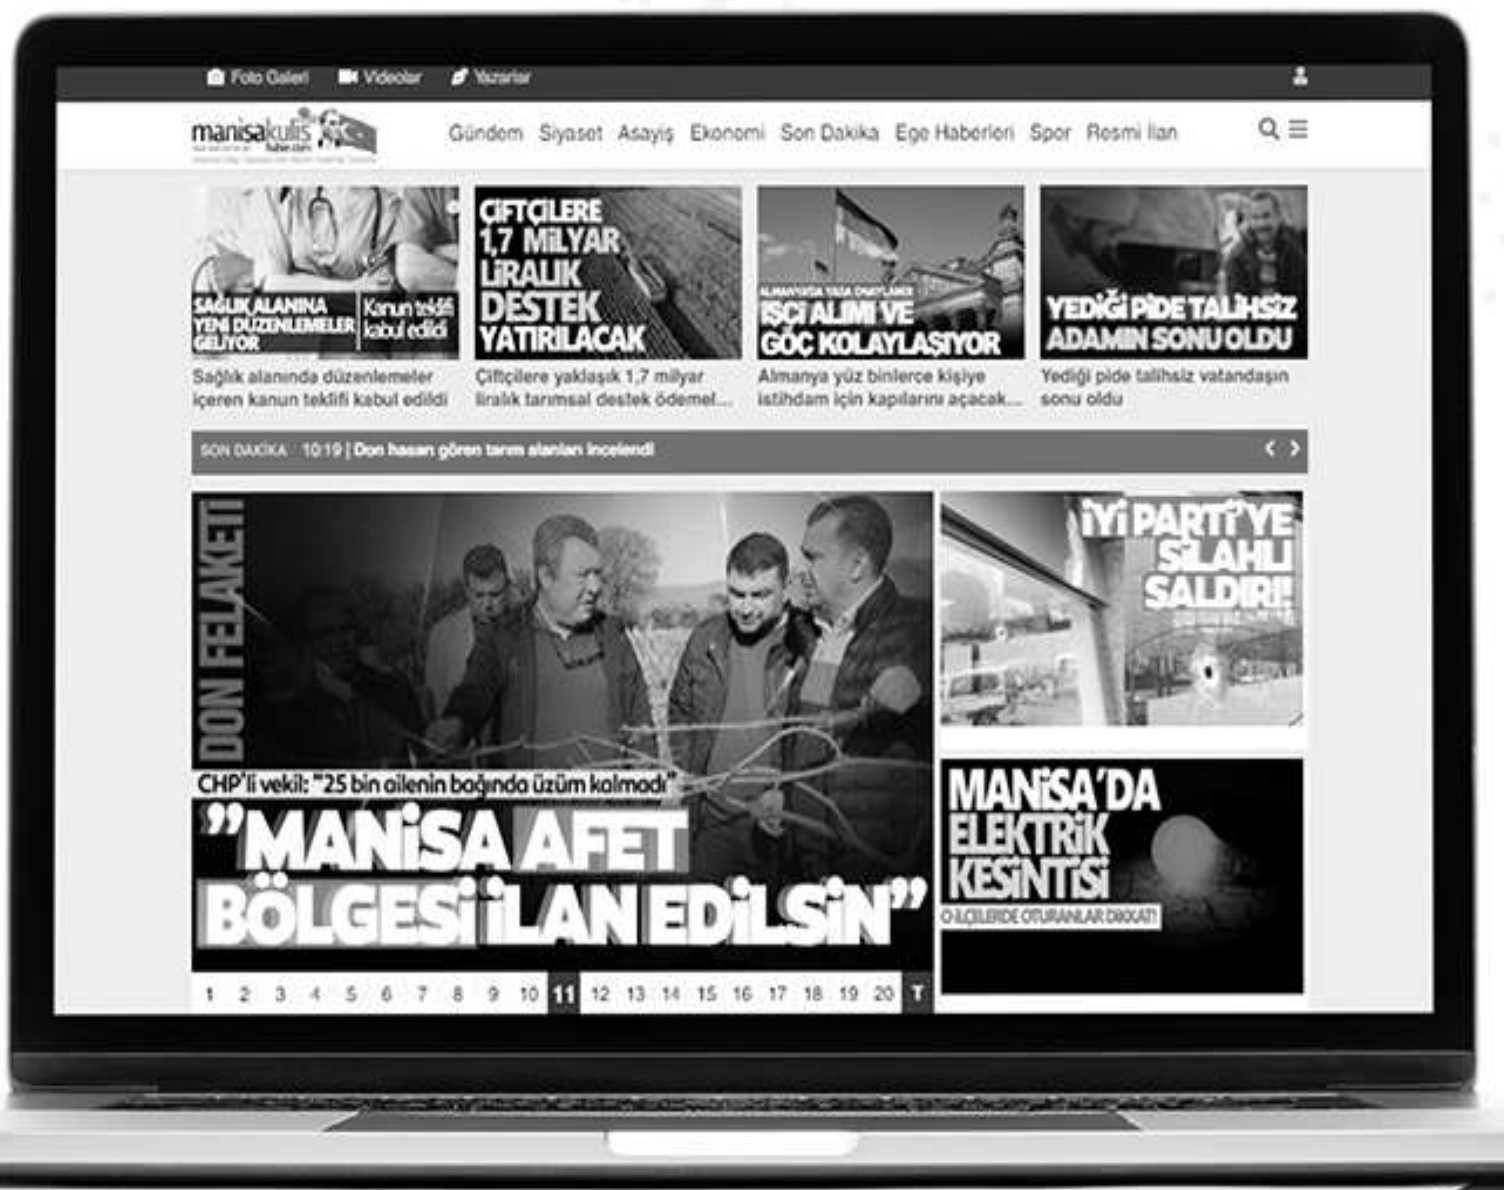 Foto Galeri Videolar Yazarlar
manisakulis
haber.com
Gündem Siyaset Asayiş Ekonomi Son Dakika Ege Haberleri Spor Resmi İlan
SAĞLIK ALANINA
YENİ DÜZENLEMELER
GELİYOR
Kanun teklifi
kabul edildi
Sağlık alanında düzenlemeler
içeren kanun teklifi kabul edildi
ÇİFTÇİLERE
1,7 MİLYAR
LİRALIK
DESTEK
YATIRILACAK
Çiftçilere yaklaşık 1,7 milyar
liralık tarımsal destek ödemel...
ALMANYA'DA YASA ONAYLANDI
İŞÇİ ALIMI VE
GÖÇ KOLAYLAŞIYOR
Almanya yüz binlerce kişiye
istihdam için kapılarını açacak...
YEDİĞİ PİDE TALİHSİZ
ADAMIN SONU OLDU
Yediği pide talihsiz vatandaşın
sonu oldu
SON DAKİKA 10:19 | Don hasarı gören tarım alanları incelendi
DON FELAKETİ
CHP'li vekil: "25 bin ailenin bağında üzüm kalmadı"
"MANİSA AFET
BÖLGESİ İLAN EDİLSİN"
1 2 3 4 5 6 7 8 9 10 11 12 13 14 15 16 17 18 19 20 T
İYİ PARTİ'YE
SİLAHLI
SALDIRI!
MANİSA'DA
ELEKTRİK
KESİNTİSİ
O İLÇELERDE OTURANLAR DİKKAT!